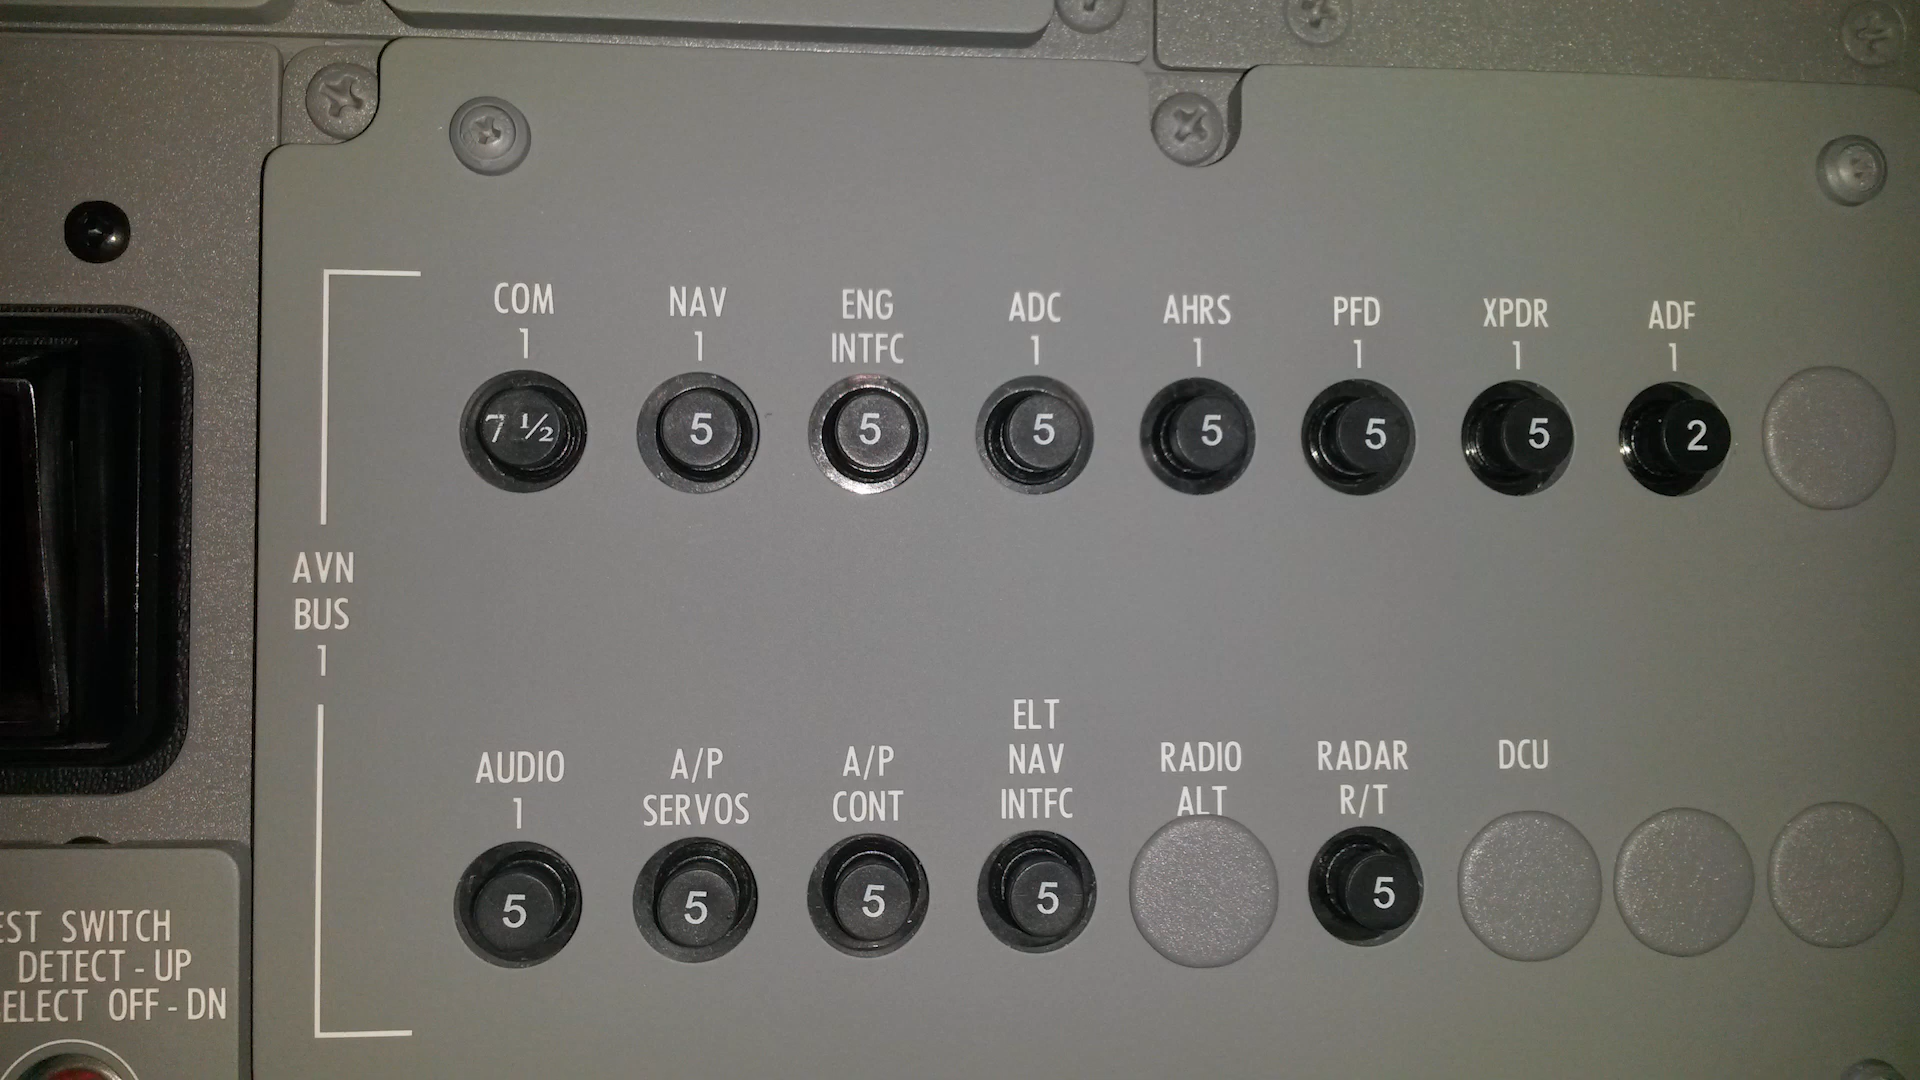 COM NAV ENG ADC AHRS PFD XPDR ADF
1 1 INTFC 1 1 1 1 1
7 1/2 5 5 5 5 5 5 2
AVN
BUS
1
ELT
AUDIO A/P A/P NAV RADIO RADAR DCU
1 SERVOS CONT INTFC ALT R/T
5 5 5 5 5
EST SWITCH
DETECT - UP
ELECT OFF - DN